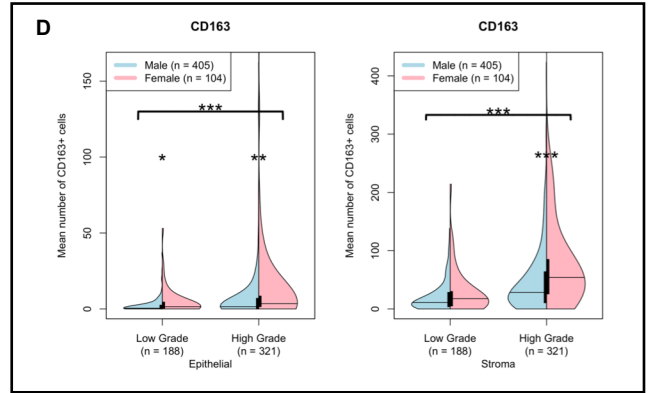 D
CD163
Male (n = 405)
Female (n = 104)
***
*
**
Mean number of CD163+ cells
150
100
50
0
Low Grade
(n = 188)
High Grade
(n = 321)
Epithelial
CD163
Male (n = 405)
Female (n = 104)
***
***
Mean number of CD163+ cells
400
300
200
100
0
Low Grade
(n = 188)
High Grade
(n = 321)
Stroma